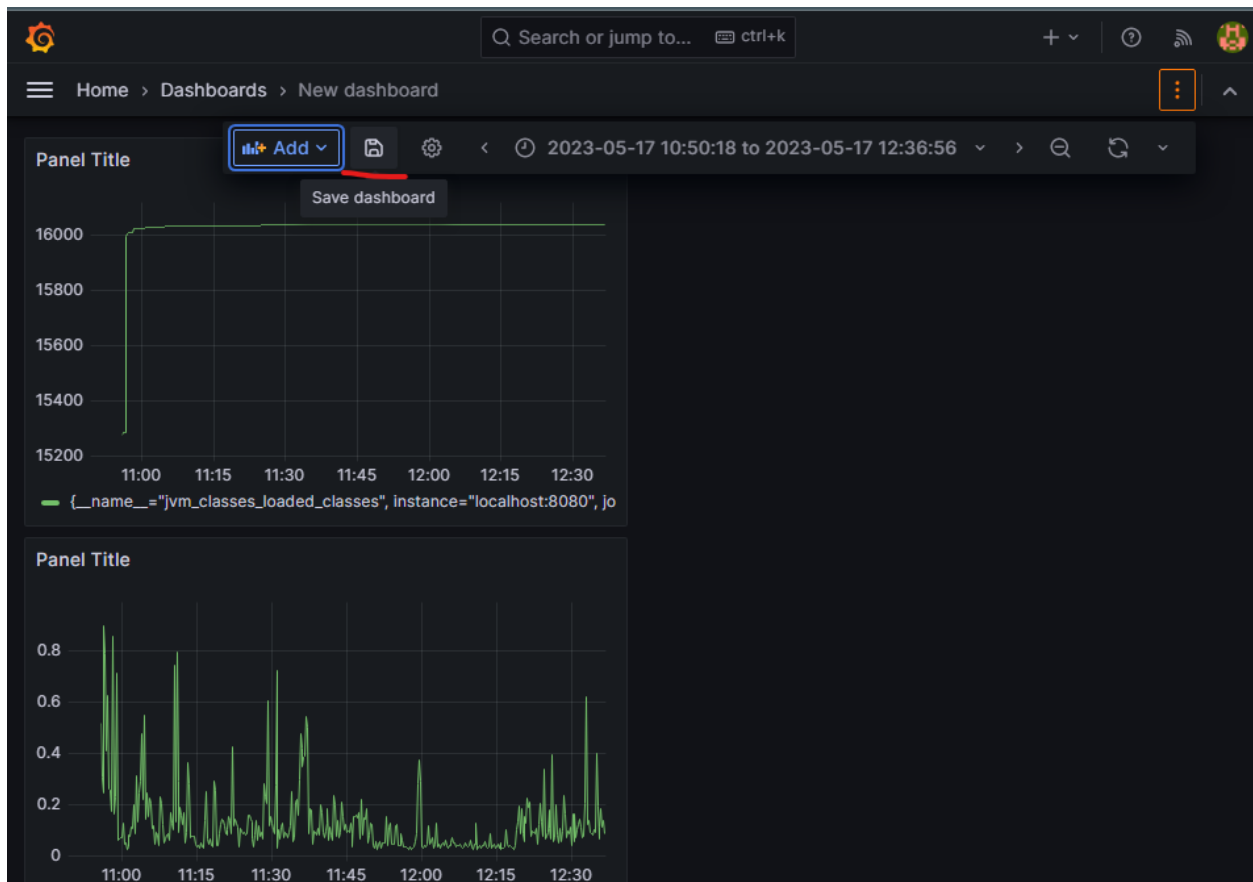 Search or jump to... ctrl+k
Home › Dashboards › New dashboard
Add 2023-05-17 10:50:18 to 2023-05-17 12:36:56
Save dashboard
Panel Title
16000
15800
15600
15400
15200
11:00 11:15 11:30 11:45 12:00 12:15 12:30
{__name__="jvm_classes_loaded_classes", instance="localhost:8080", jo
Panel Title
0.8
0.6
0.4
0.2
0
11:00 11:15 11:30 11:45 12:00 12:15 12:30